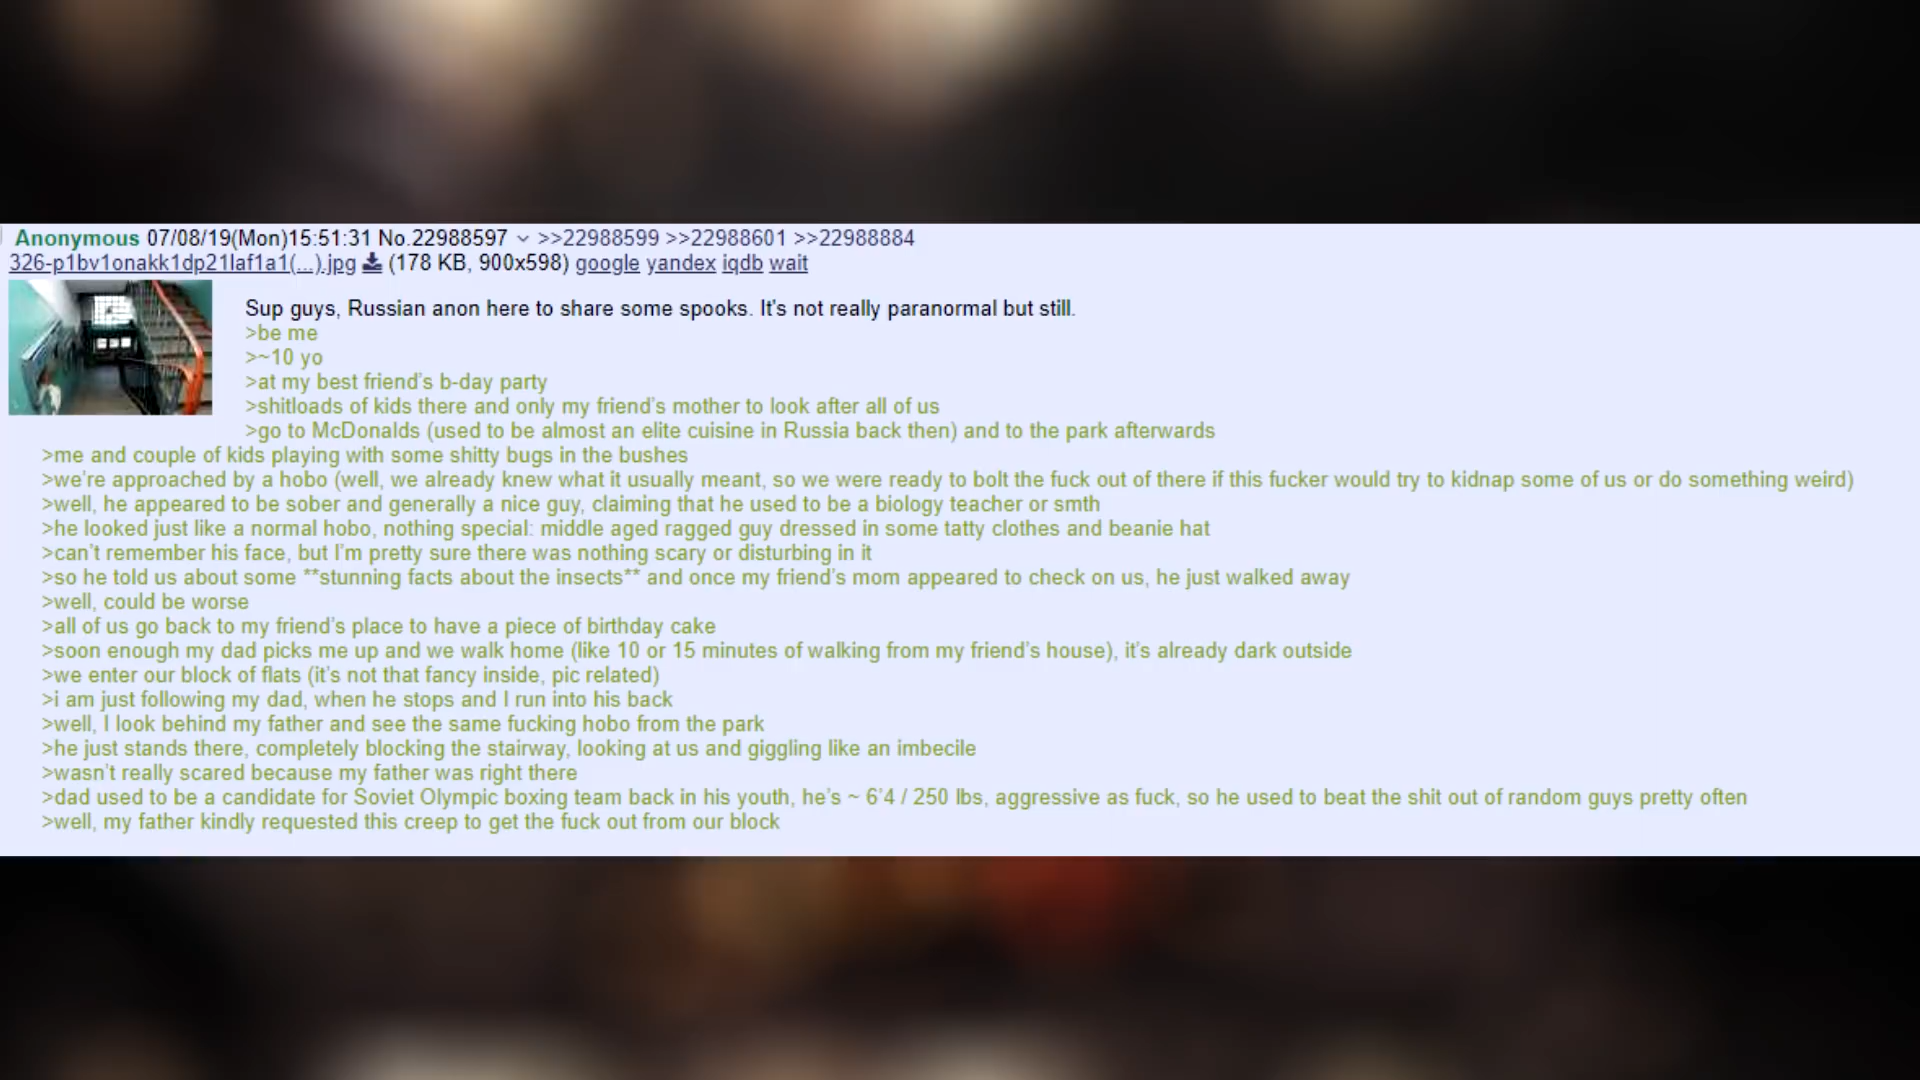 Anonymous 07/08/19(Mon)15:51:31 No.22988597 >>22988599 >>22988601 >>22988884
326-p1bv1onakk1dp21laf1a1(...).jpg (178 KB, 900x598) google yandex iqdb wait
Sup guys, Russian anon here to share some spooks. It's not really paranormal but still.
>be me
>~10 yo
>at my best friend's b-day party
>shitloads of kids there and only my friend's mother to look after all of us
>go to McDonalds (used to be almost an elite cuisine in Russia back then) and to the park afterwards
>me and couple of kids playing with some shitty bugs in the bushes
>we're approached by a hobo (well, we already knew what it usually meant, so we were ready to bolt the fuck out of there if this fucker would try to kidnap some of us or do something weird)
>well, he appeared to be sober and generally a nice guy, claiming that he used to be a biology teacher or smth
>he looked just like a normal hobo, nothing special: middle aged ragged guy dressed in some tatty clothes and beanie hat
>can't remember his face, but I'm pretty sure there was nothing scary or disturbing in it
>so he told us about some **stunning facts about the insects** and once my friend's mom appeared to check on us, he just walked away
>well, could be worse
>all of us go back to my friend's place to have a piece of birthday cake
>soon enough my dad picks me up and we walk home (like 10 or 15 minutes of walking from my friend's house), it's already dark outside
>we enter our block of flats (it's not that fancy inside, pic related)
>i am just following my dad, when he stops and I run into his back
>well, I look behind my father and see the same fucking hobo from the park
>he just stands there, completely blocking the stairway, looking at us and giggling like an imbecile
>wasn't really scared because my father was right there
>dad used to be a candidate for Soviet Olympic boxing team back in his youth, he's ~ 6'4 / 250 lbs, aggressive as fuck, so he used to beat the shit out of random guys pretty often
>well, my father kindly requested this creep to get the fuck out from our block